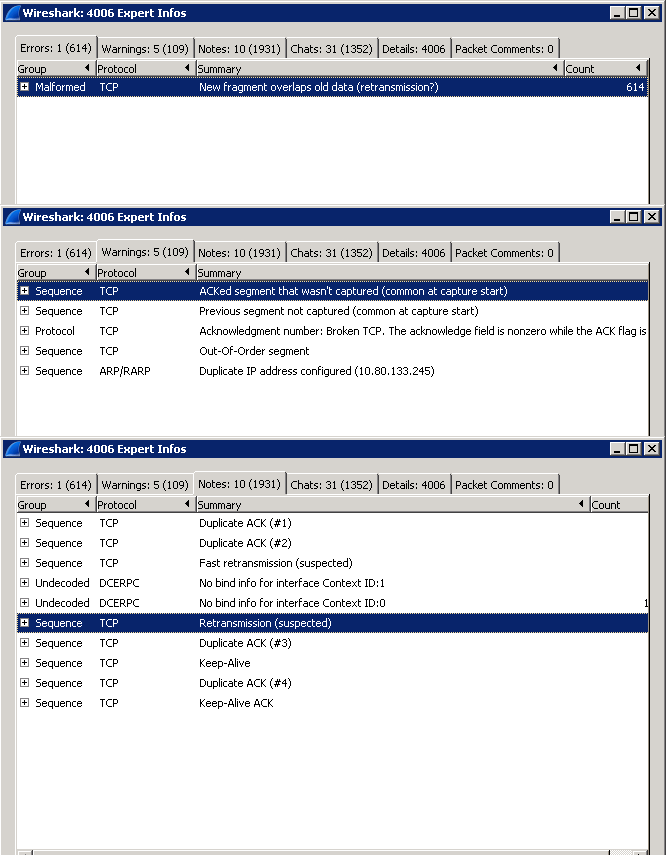 Wireshark: 4006 Expert Infos
Errors: 1 (614) Warnings: 5 (109) Notes: 10 (1931) Chats: 31 (1352) Details: 4006 Packet Comments: 0
Group Protocol Summary Count
Malformed TCP New fragment overlaps old data (retransmission?) 614
Wireshark: 4006 Expert Infos
Errors: 1 (614) Warnings: 5 (109) Notes: 10 (1931) Chats: 31 (1352) Details: 4006 Packet Comments: 0
Group Protocol Summary
Sequence TCP ACKed segment that wasn't captured (common at capture start)
Sequence TCP Previous segment not captured (common at capture start)
Protocol TCP Acknowledgment number: Broken TCP. The acknowledge field is nonzero while the ACK flag is
Sequence TCP Out-Of-Order segment
Sequence ARP/RARP Duplicate IP address configured (10.80.133.245)
Wireshark: 4006 Expert Infos
Errors: 1 (614) Warnings: 5 (109) Notes: 10 (1931) Chats: 31 (1352) Details: 4006 Packet Comments: 0
Group Protocol Summary Count
Sequence TCP Duplicate ACK (#1)
Sequence TCP Duplicate ACK (#2)
Sequence TCP Fast retransmission (suspected)
Undecoded DCERPC No bind info for interface Context ID:1
Undecoded DCERPC No bind info for interface Context ID:0 1
Sequence TCP Retransmission (suspected)
Sequence TCP Duplicate ACK (#3)
Sequence TCP Keep-Alive
Sequence TCP Duplicate ACK (#4)
Sequence TCP Keep-Alive ACK